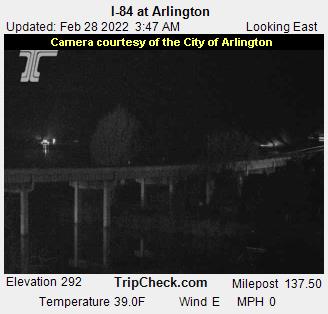 I-84 at Arlington
Updated: Feb 28 2022 3:47 AM Looking East
Camera courtesy of the City of Arlington
Elevation 292 TripCheck.com Milepost 137.50
Temperature 39.0F Wind E MPH 0